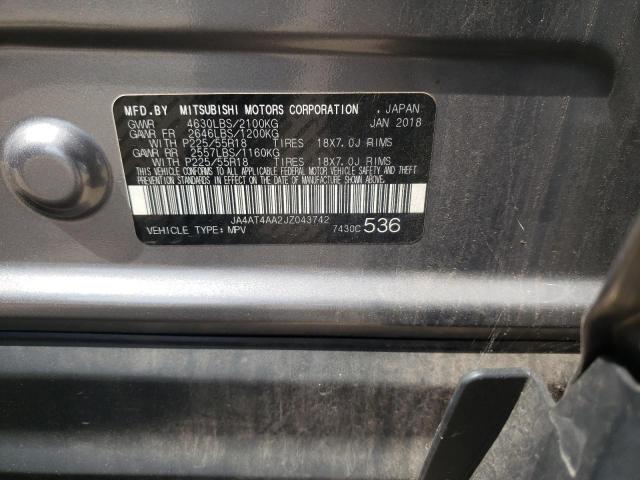 MFD.BY MITSUBISHI MOTORS CORPORATION , JAPAN
GVWR 4630LBS/2100KG JAN 2018
GAWR FR 2646LBS/1200KG
WITH P225/55R18 TIRES 18X7.0J RIMS
GAWR RR 2557LBS/1160KG
WITH P225/55R18 TIRES 18X7.0J RIMS
THIS VEHICLE CONFORMS TO ALL APPLICABLE FEDERAL MOTOR VEHICLE SAFETY AND THEFT
PREVENTION STANDARDS IN EFFECT ON THE DATE OF MANUFACTURE SHOWN ABOVE.
JA4AT4AA2JZ043742
VEHICLE TYPE: MPV 7430C 536